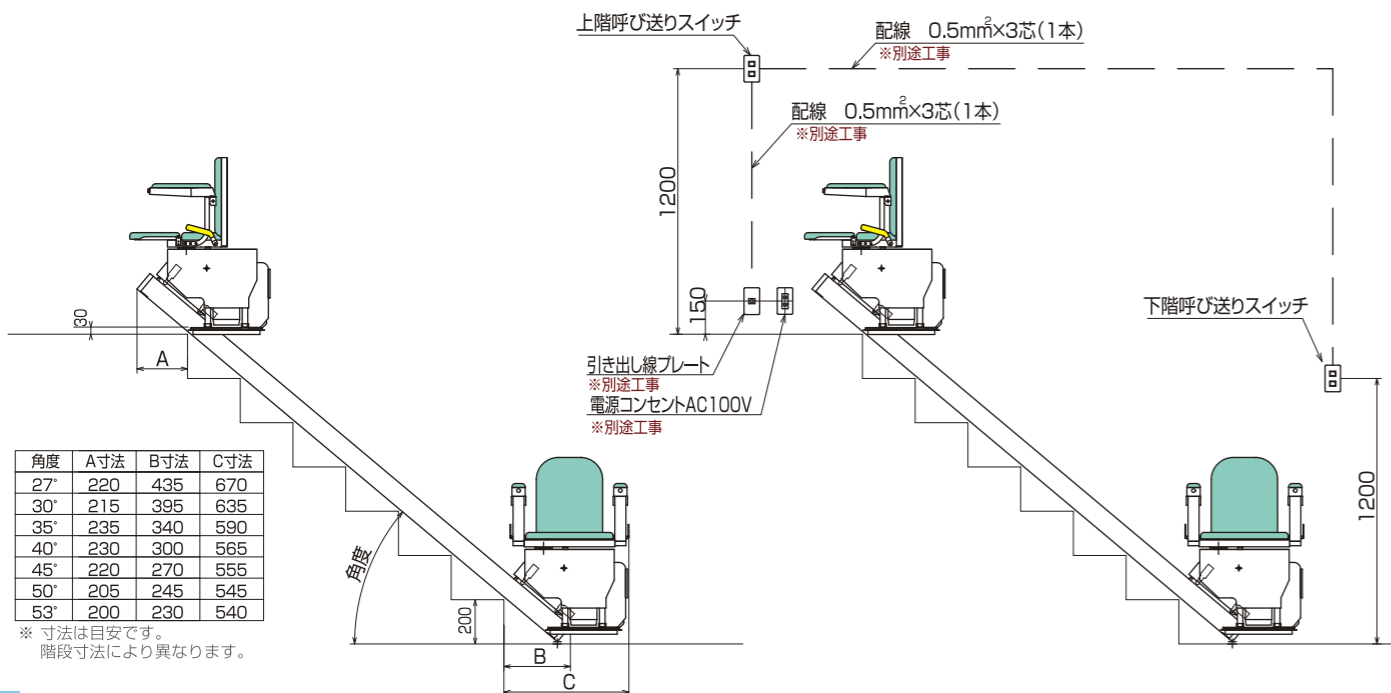 上階呼び送りスイッチ
配線 0.5mm²×3芯(1本)
※別途工事
配線 0.5mm²×3芯(1本)
※別途工事
1200
150
引き出し線プレート
※別途工事
電源コンセントAC100V
※別途工事
下階呼び送りスイッチ
1200
30
A
角度
200
B
C
角度 A寸法 B寸法 C寸法
27° 220 435 670
30° 215 395 635
35° 235 340 590
40° 230 300 565
45° 220 270 555
50° 205 245 545
53° 200 230 540
※ 寸法は目安です。
階段寸法により異なります。